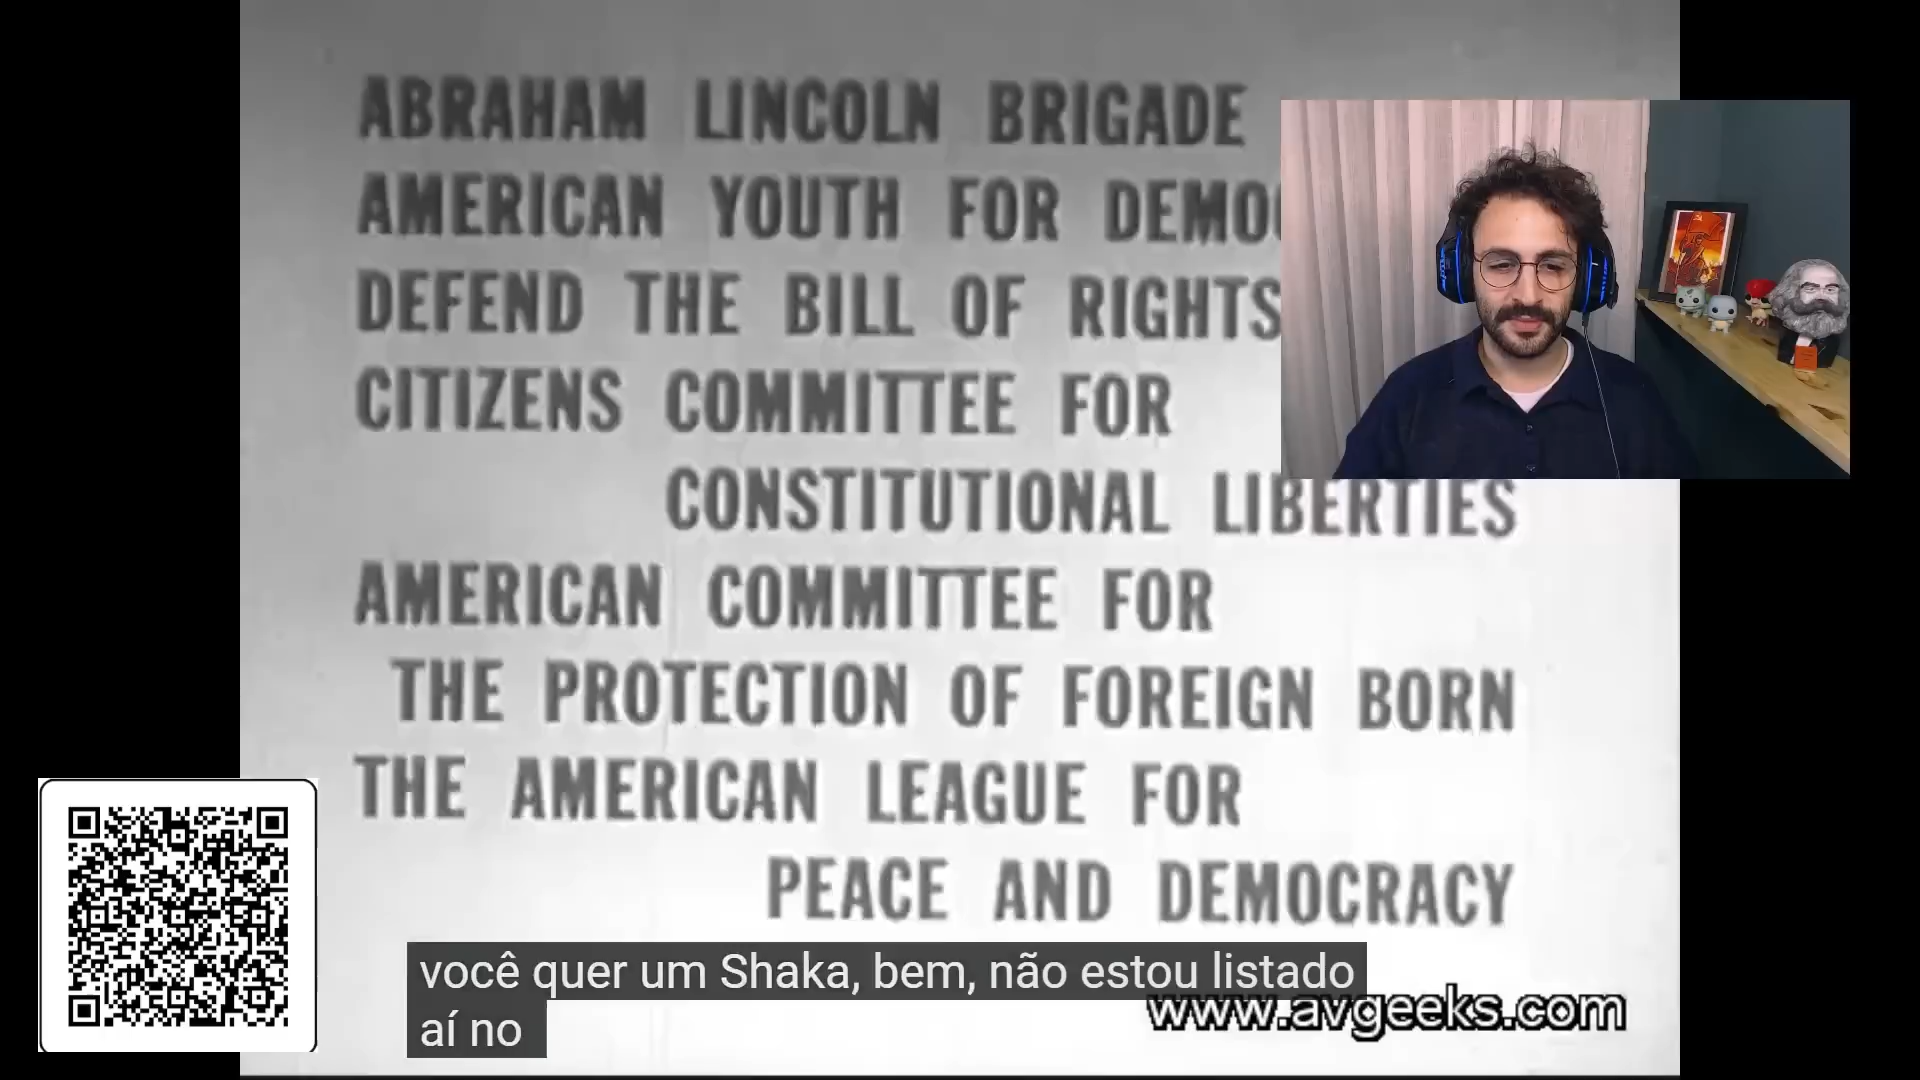 ABRAHAM LINCOLN BRIGADE
AMERICAN YOUTH FOR
DEFEND THE BILL OF RIGHTS
CITIZENS COMMITTEE FOR
CONSTITUTIONAL LIBERTIES
AMERICAN COMMITTEE FOR
THE PROTECTION OF FOREIGN BORN
THE AMERICAN LEAGUE FOR
PEACE AND DEMOCRACY
você quer um Shaka, bem, não estou listado
aí no
www.avgeeks.com